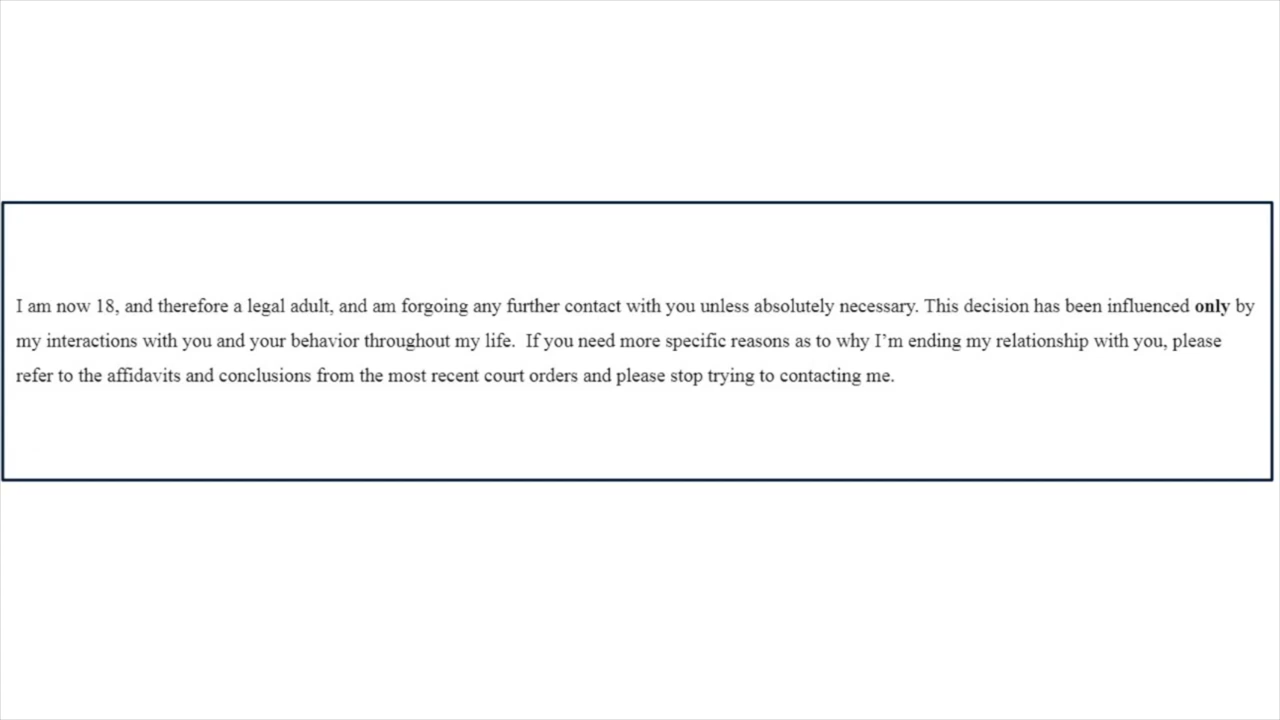 I am now 18, and therefore a legal adult, and am forgoing any further contact with you unless absolutely necessary. This decision has been influenced only by
my interactions with you and your behavior throughout my life.  If you need more specific reasons as to why I’m ending my relationship with you, please
refer to the affidavits and conclusions from the most recent court orders and please stop trying to contacting me.